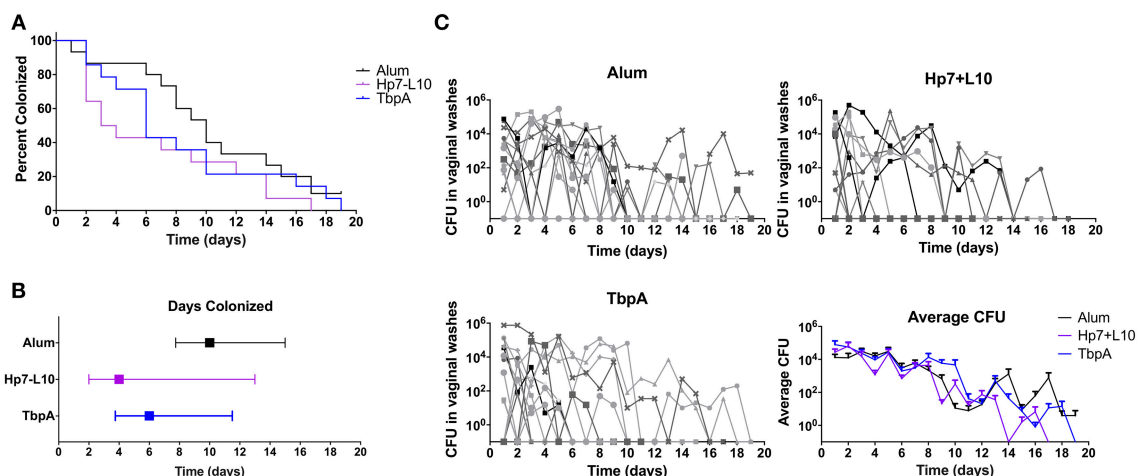 A
Percent Colonized
100
80
60
40
20
0
0 2 4 6 8 10 12 14 16 18 20
Time (days)
Alum
Hp7-L10
TbpA
B
Days Colonized
Alum
Hp7-L10
TbpA
0 2 4 6 8 10 12 14 16 18 20
Time (days)
C
Alum
CFU in vaginal washes
10^6
10^4
10^2
10^0
0 2 4 6 8 10 12 14 16 18 20
Time (days)
Hp7+L10
CFU in vaginal washes
10^6
10^4
10^2
10^0
0 2 4 6 8 10 12 14 16 18 20
Time (days)
TbpA
CFU in vaginal washes
10^6
10^4
10^2
10^0
0 2 4 6 8 10 12 14 16 18 20
Time (days)
Average CFU
Average CFU
10^6
10^4
10^2
10^0
0 2 4 6 8 10 12 14 16 18 20
Time (days)
Alum
Hp7+L10
TbpA